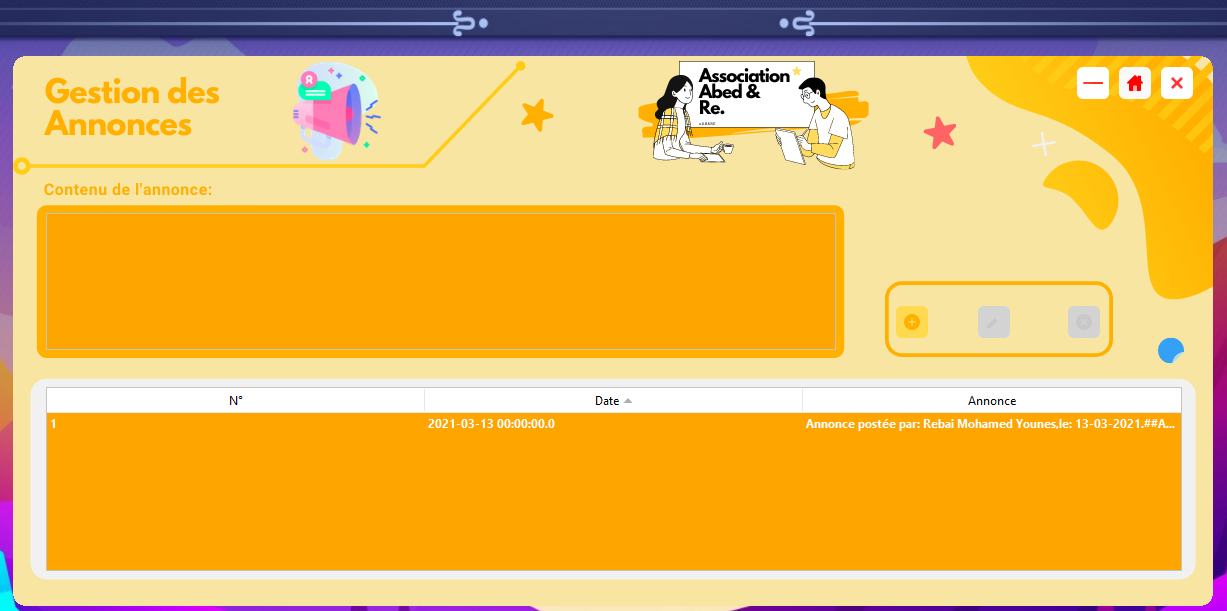 Gestion des
Annonces
Association
Abed &
Re.
Contenu de l'annonce:
N° Date Annonce
1 2021-03-13 00:00:00.0 Annonce postée par: Rebai Mohamed Younes,le: 13-03-2021.##A...